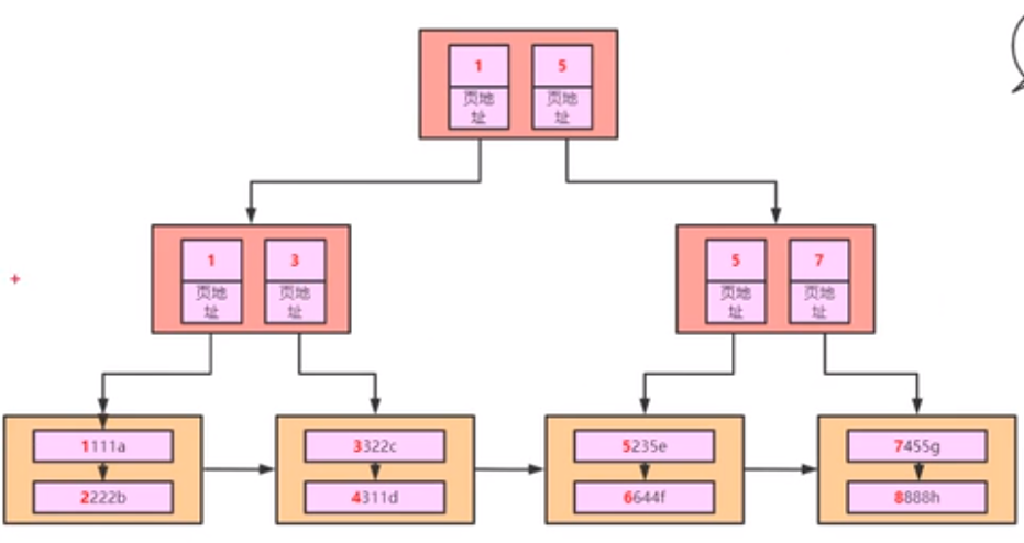 1 5
页地 页地
址 址
1 3 5 7
页地 页地 页地 页地
址 址 址 址
1111a 3322c 5235e 7455g
2222b 4311d 6644f 8888h